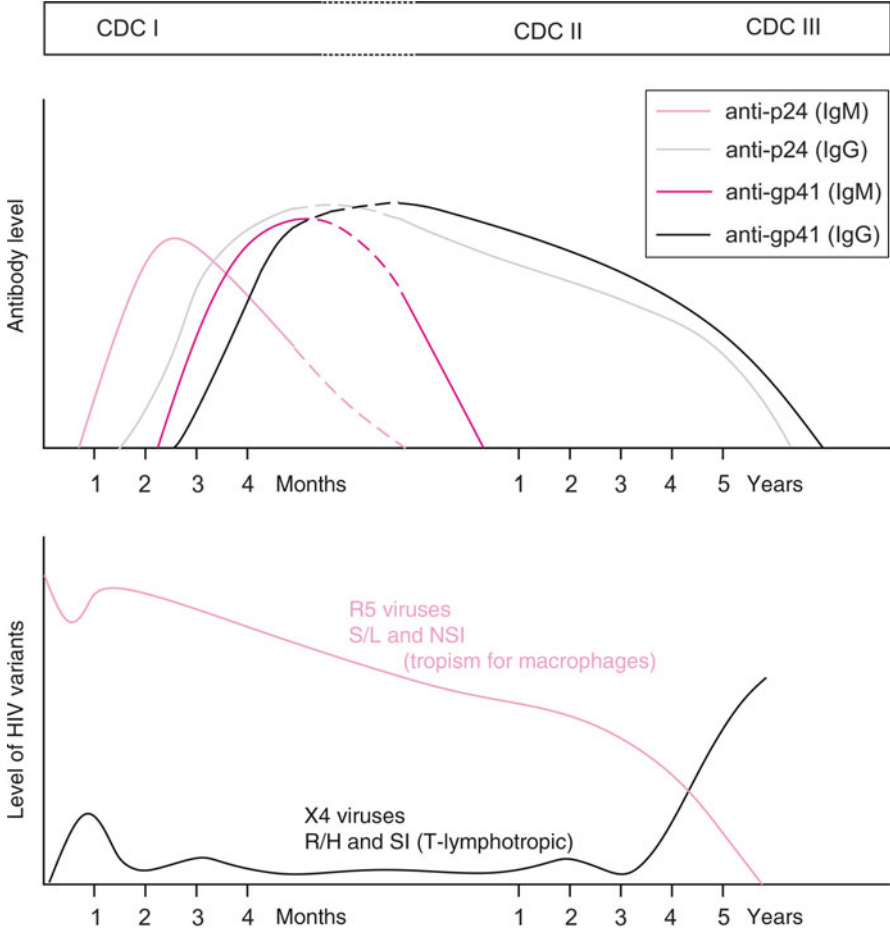 CDC I CDC II CDC III
anti-p24 (IgM)
anti-p24 (IgG)
anti-gp41 (IgM)
anti-gp41 (IgG)
Antibody level
1 2 3 4 Months 1 2 3 4 5 Years
R5 viruses
S/L and NSI
(tropism for macrophages)
Level of HIV variants
X4 viruses
R/H and SI (T-lymphotropic)
1 2 3 4 Months 1 2 3 4 5 Years